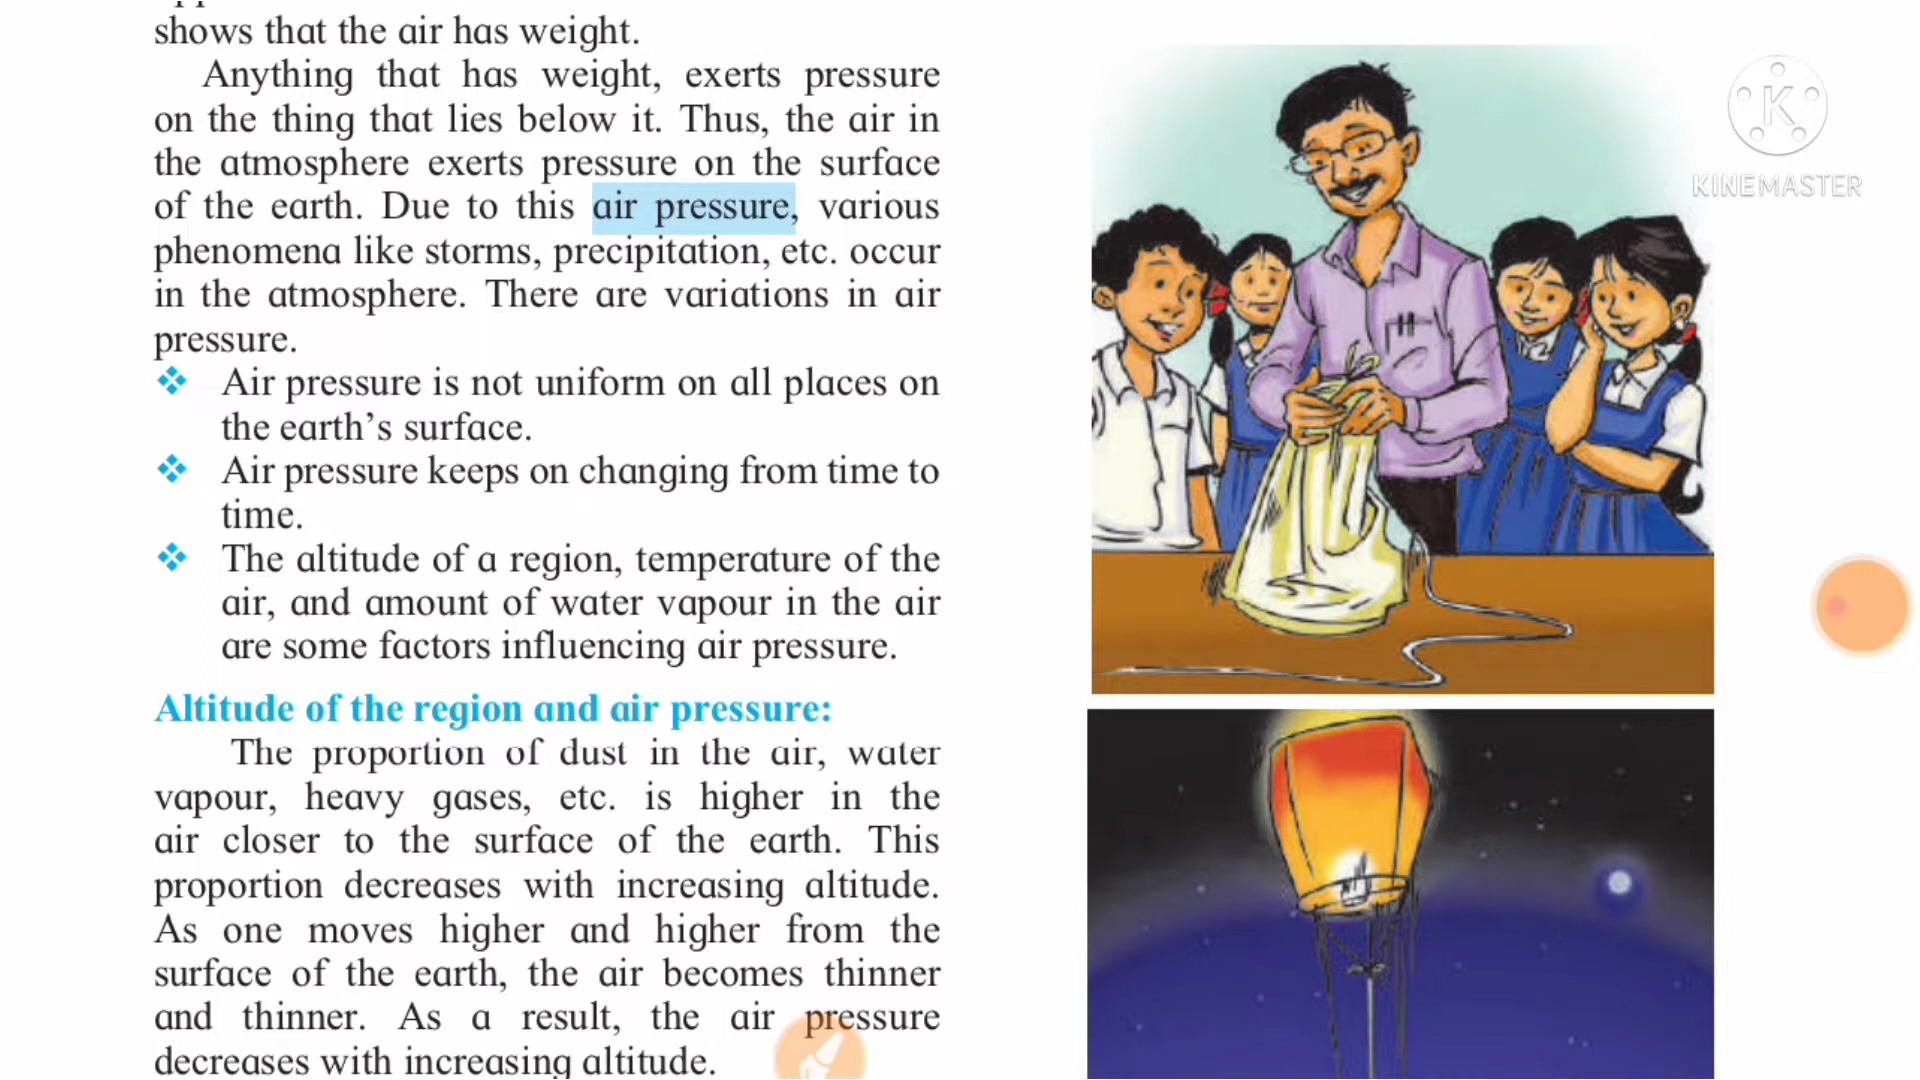 shows that the air has weight.
Anything that has weight, exerts pressure
on the thing that lies below it. Thus, the air in
the atmosphere exerts pressure on the surface
of the earth. Due to this air pressure, various
phenomena like storms, precipitation, etc. occur
in the atmosphere. There are variations in air
pressure.
❖ Air pressure is not uniform on all places on
the earth’s surface.
❖ Air pressure keeps on changing from time to
time.
❖ The altitude of a region, temperature of the
air, and amount of water vapour in the air
are some factors influencing air pressure.
Altitude of the region and air pressure:
The proportion of dust in the air, water
vapour, heavy gases, etc. is higher in the
air closer to the surface of the earth. This
proportion decreases with increasing altitude.
As one moves higher and higher from the
surface of the earth, the air becomes thinner
and thinner. As a result, the air pressure
decreases with increasing altitude.
K
KINEMASTER